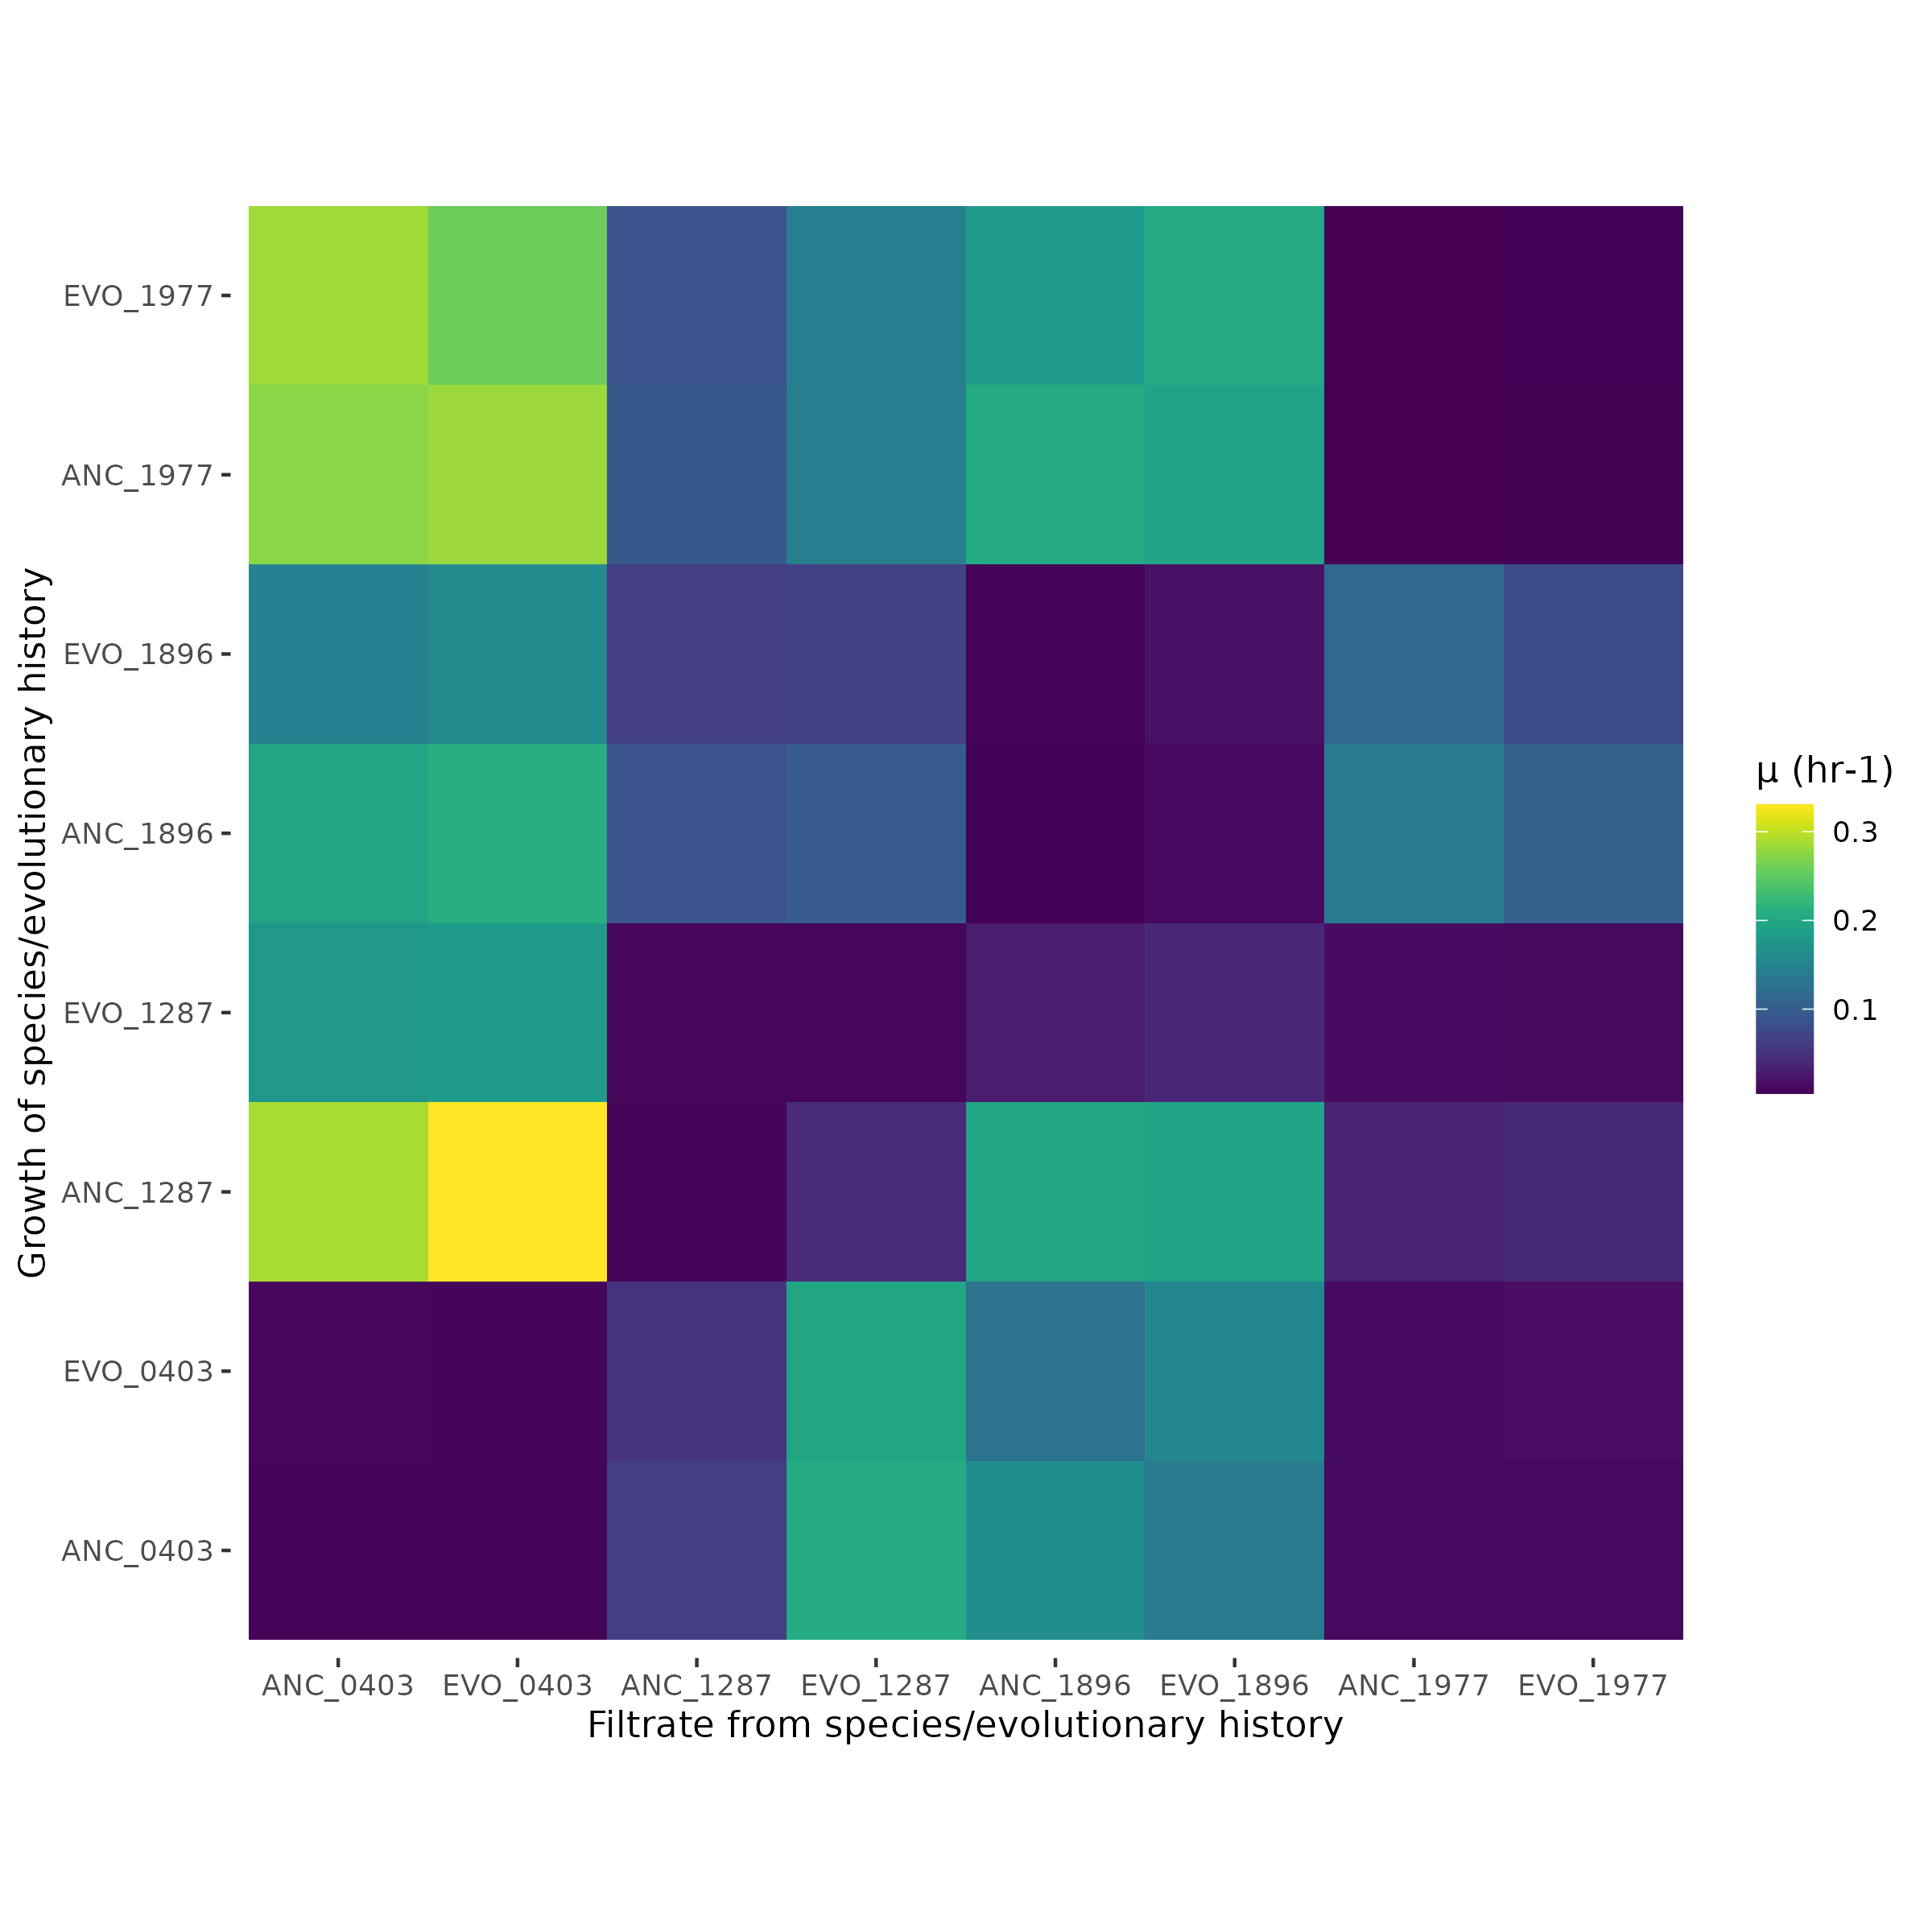 EVO_1977
ANC_1977
EVO_1896
ANC_1896
EVO_1287
ANC_1287
EVO_0403
ANC_0403
Growth of species/evolutionary history
ANC_0403 EVO_0403 ANC_1287 EVO_1287 ANC_1896 EVO_1896 ANC_1977 EVO_1977
Filtrate from species/evolutionary history
μ (hr-1)
0.3
0.2
0.1